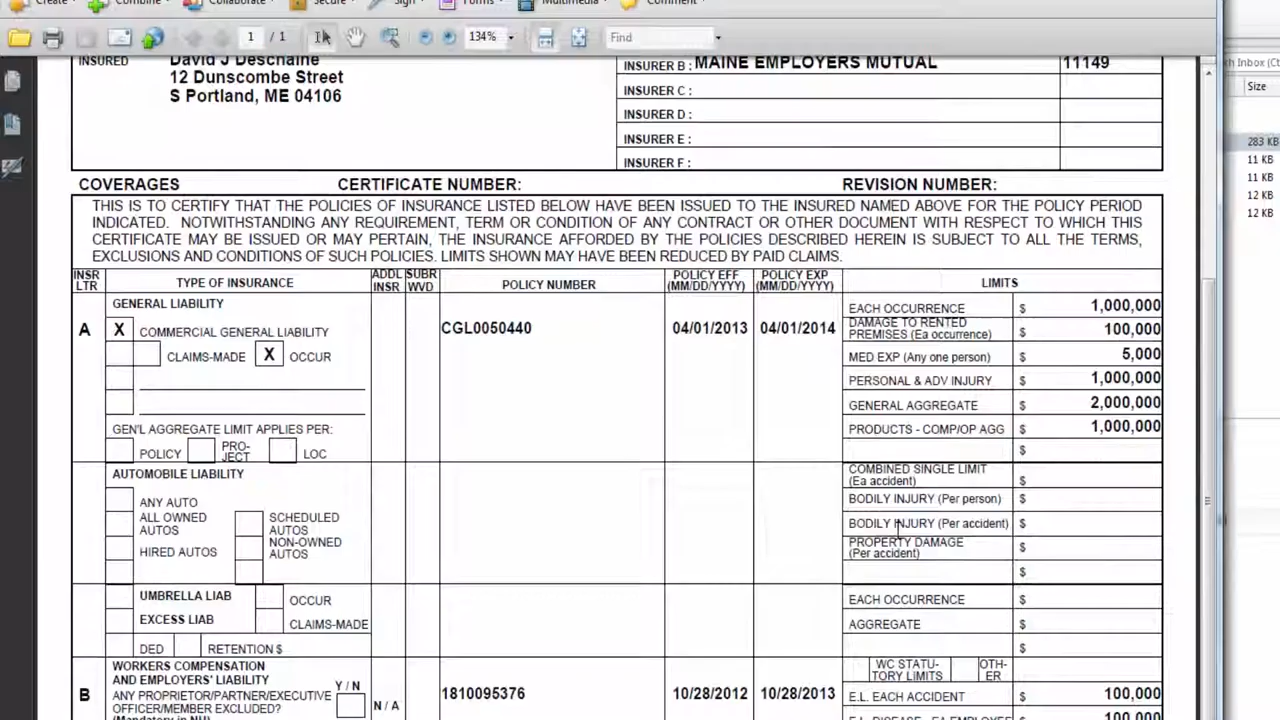 Create Combine Collaborate Secure Sign Forms Multimedia Comment
1 / 1 134% Find
INSURED David J Deschaine
12 Dunscombe Street
S Portland, ME 04106
INSURER B : MAINE EMPLOYERS MUTUAL 11149
INSURER C :
INSURER D :
INSURER E :
INSURER F :
COVERAGES CERTIFICATE NUMBER: REVISION NUMBER:
THIS IS TO CERTIFY THAT THE POLICIES OF INSURANCE LISTED BELOW HAVE BEEN ISSUED TO THE INSURED NAMED ABOVE FOR THE POLICY PERIOD
INDICATED. NOTWITHSTANDING ANY REQUIREMENT, TERM OR CONDITION OF ANY CONTRACT OR OTHER DOCUMENT WITH RESPECT TO WHICH THIS
CERTIFICATE MAY BE ISSUED OR MAY PERTAIN, THE INSURANCE AFFORDED BY THE POLICIES DESCRIBED HEREIN IS SUBJECT TO ALL THE TERMS,
EXCLUSIONS AND CONDITIONS OF SUCH POLICIES. LIMITS SHOWN MAY HAVE BEEN REDUCED BY PAID CLAIMS.
INSR LTR TYPE OF INSURANCE ADDL INSR SUBR WVD POLICY NUMBER POLICY EFF (MM/DD/YYYY) POLICY EXP (MM/DD/YYYY) LIMITS
GENERAL LIABILITY
EACH OCCURRENCE $ 1,000,000
A X COMMERCIAL GENERAL LIABILITY CGL0050440 04/01/2013 04/01/2014
DAMAGE TO RENTED
PREMISES (Ea occurrence) $ 100,000
CLAIMS-MADE X OCCUR MED EXP (Any one person) $ 5,000
PERSONAL & ADV INJURY $ 1,000,000
GENERAL AGGREGATE $ 2,000,000
GEN'L AGGREGATE LIMIT APPLIES PER: PRODUCTS - COMP/OP AGG $ 1,000,000
POLICY PRO-JECT LOC $
AUTOMOBILE LIABILITY COMBINED SINGLE LIMIT
(Ea accident) $
ANY AUTO BODILY INJURY (Per person) $
ALL OWNED AUTOS SCHEDULED AUTOS BODILY INJURY (Per accident) $
HIRED AUTOS NON-OWNED AUTOS PROPERTY DAMAGE
(Per accident) $
$
UMBRELLA LIAB OCCUR EACH OCCURRENCE $
EXCESS LIAB CLAIMS-MADE AGGREGATE $
DED RETENTION $ $
WORKERS COMPENSATION
AND EMPLOYERS' LIABILITY Y / N WC STATU-TORY LIMITS OTH-ER
B ANY PROPRIETOR/PARTNER/EXECUTIVE
OFFICER/MEMBER EXCLUDED? N / A 1810095376 10/28/2012 10/28/2013 E.L. EACH ACCIDENT $ 100,000
(Mandatory in NH) E.L. DISEASE - EA EMPLOYEE 100,000
ch Inbox (Ct
Size
283 KB
11 KB
11 KB
12 KB
12 KB